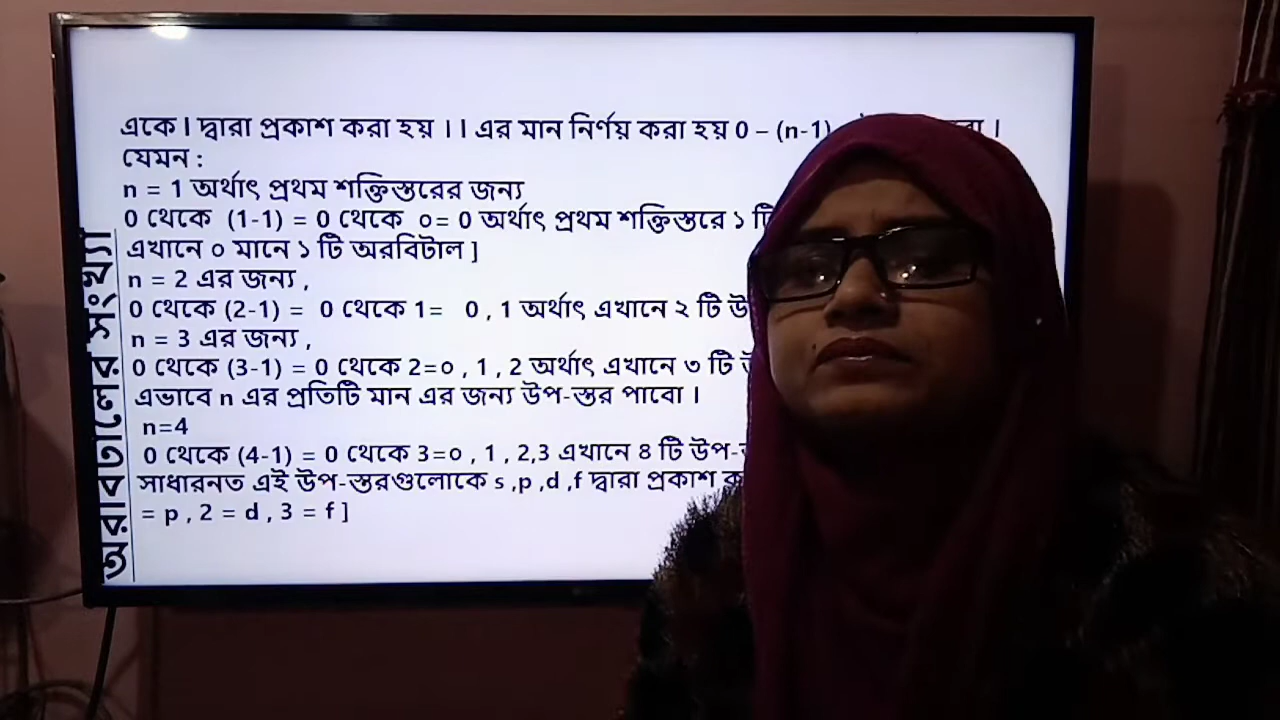 একে l দ্বারা প্রকাশ করা হয় । l এর মান নির্ণয় করা হয় 0 – (n-1)
যেমন :
n = 1 অর্থাৎ প্রথম শক্তিস্তরের জন্য
0 থেকে (1-1) = 0 থেকে ০= 0 অর্থাৎ প্রথম শক্তিস্তরে ১ টি
এখানে ০ মানে ১ টি অরবিটাল ]
n = 2 এর জন্য ,
0 থেকে (2-1) = 0 থেকে 1= 0 , 1 অর্থাৎ এখানে ২ টি
n = 3 এর জন্য ,
0 থেকে (3-1) = 0 থেকে 2=০ , 1 , 2 অর্থাৎ এখানে ৩ টি
এভাবে n এর প্রতিটি মান এর জন্য উপ-স্তর পাবো ।
n=4
0 থেকে (4-1) = 0 থেকে 3=০ , 1 , 2,3 এখানে 8 টি
সাধারনত এই উপ-স্তরগুলোকে s ,p ,d ,f দ্বারা প্রকাশ
= p , 2 = d , 3 = f ]
অরবিটালের সংখ্যা